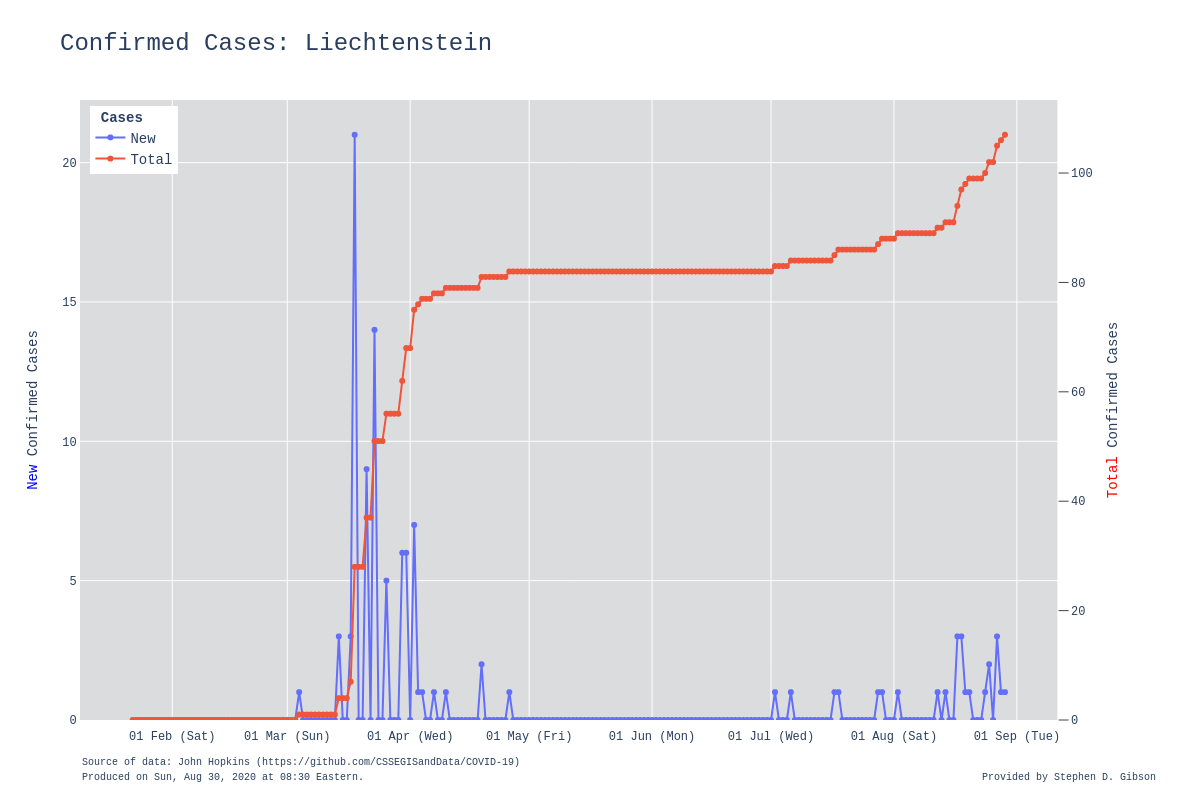 Confirmed Cases: Liechtenstein
Cases
New
Total
20
15
10
5
0
100
80
60
40
20
0
New Confirmed Cases
Total Confirmed Cases
01 Feb (Sat)
01 Mar (Sun)
01 Apr (Wed)
01 May (Fri)
01 Jun (Mon)
01 Jul (Wed)
01 Aug (Sat)
01 Sep (Tue)
Source of data: John Hopkins (https://github.com/CSSEGISandData/COVID-19)
Produced on Sun, Aug 30, 2020 at 08:30 Eastern.
Provided by Stephen D. Gibson